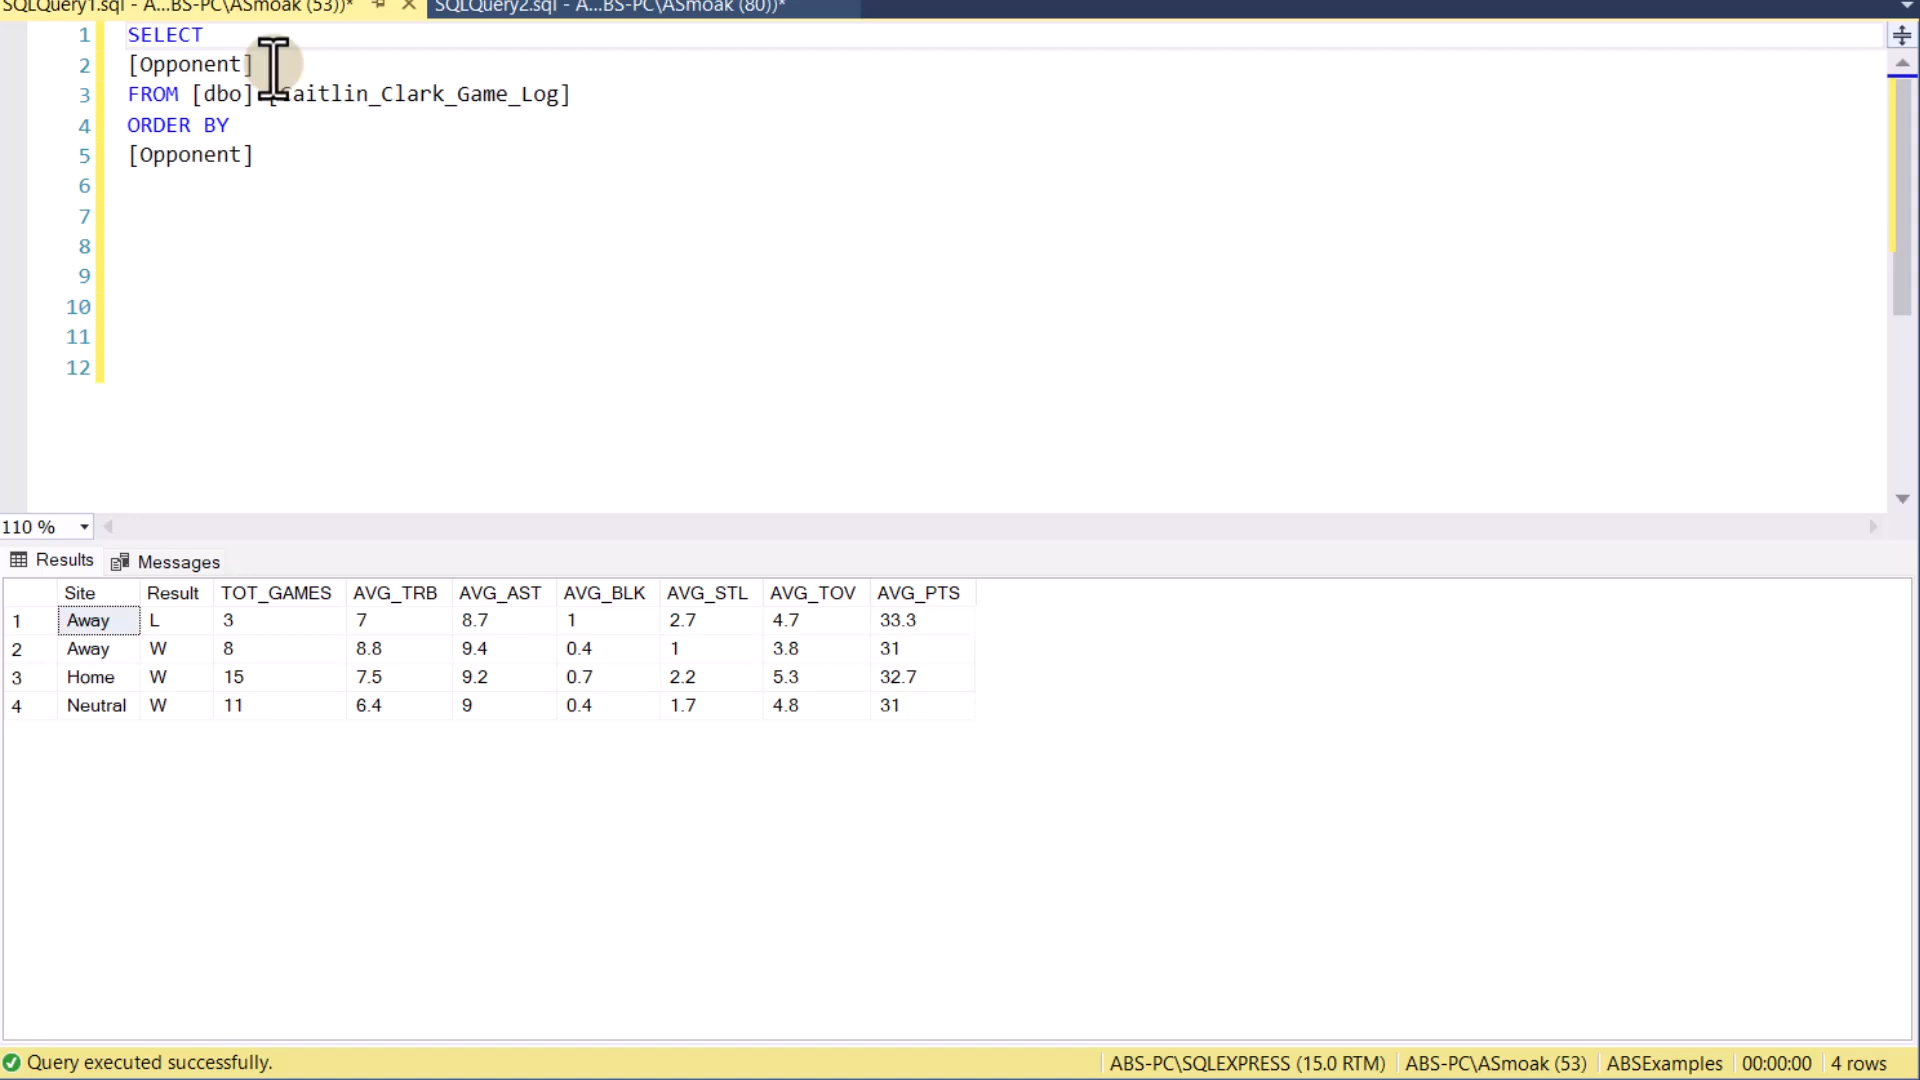 SQLQuery1.sql - A...BS-PC\ASmoak (53))* SQLQuery2.sql - A...BS-PC\ASmoak (80))*
1 SELECT
2 [Opponent]
3 FROM [dbo] [Caitlin_Clark_Game_Log]
4 ORDER BY
5 [Opponent]
6
7
8
9
10
11
12
110 %
Results Messages
Site Result TOT_GAMES AVG_TRB AVG_AST AVG_BLK AVG_STL AVG_TOV AVG_PTS
1 Away L 3 7 8.7 1 2.7 4.7 33.3
2 Away W 8 8.8 9.4 0.4 1 3.8 31
3 Home W 15 7.5 9.2 0.7 2.2 5.3 32.7
4 Neutral W 11 6.4 9 0.4 1.7 4.8 31
Query executed successfully. ABS-PC\SQLEXPRESS (15.0 RTM) ABS-PC\ASmoak (53) ABSExamples 00:00:00 4 rows